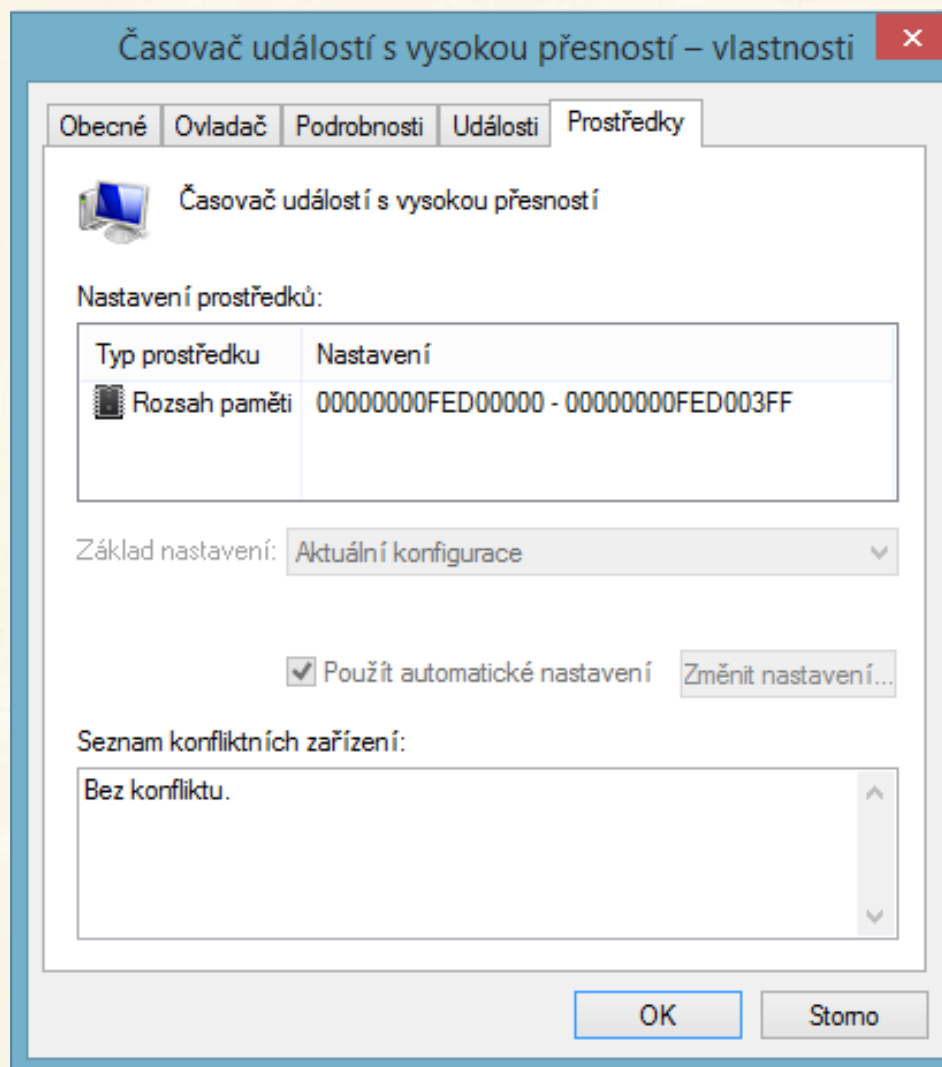 Časovač událostí s vysokou přesností – vlastnosti
Obecné Ovladač Podrobnosti Události Prostředky
Časovač událostí s vysokou přesností
Nastavení prostředků:
Typ prostředku Nastavení
Rozsah paměti 00000000FED00000 - 00000000FED003FF
Základ nastavení: Aktuální konfigurace
Použít automatické nastavení Změnit nastavení...
Seznam konfliktních zařízení:
Bez konfliktu.
OK Storno